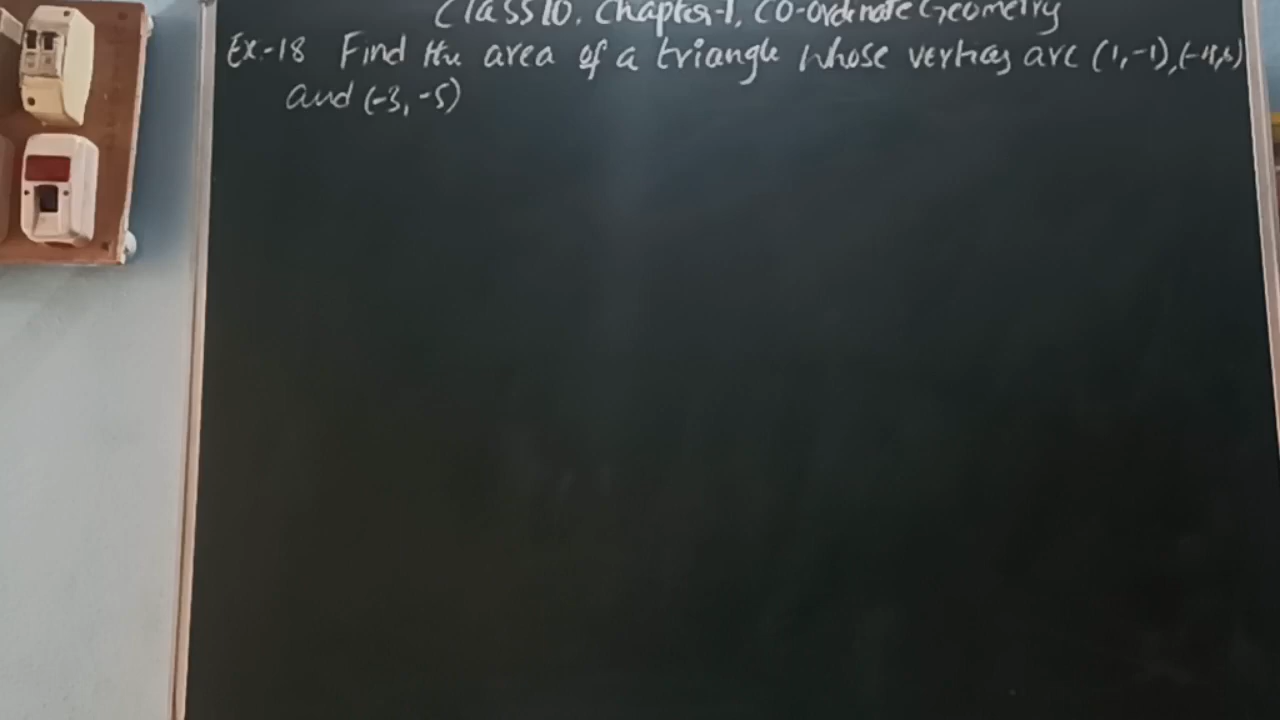 Class 10, Chapter-1, Co-ordinate Geometry
Ex-18 Find the area of a triangle whose vertices are (1,-1), (-4,6)
and (-3, -5)